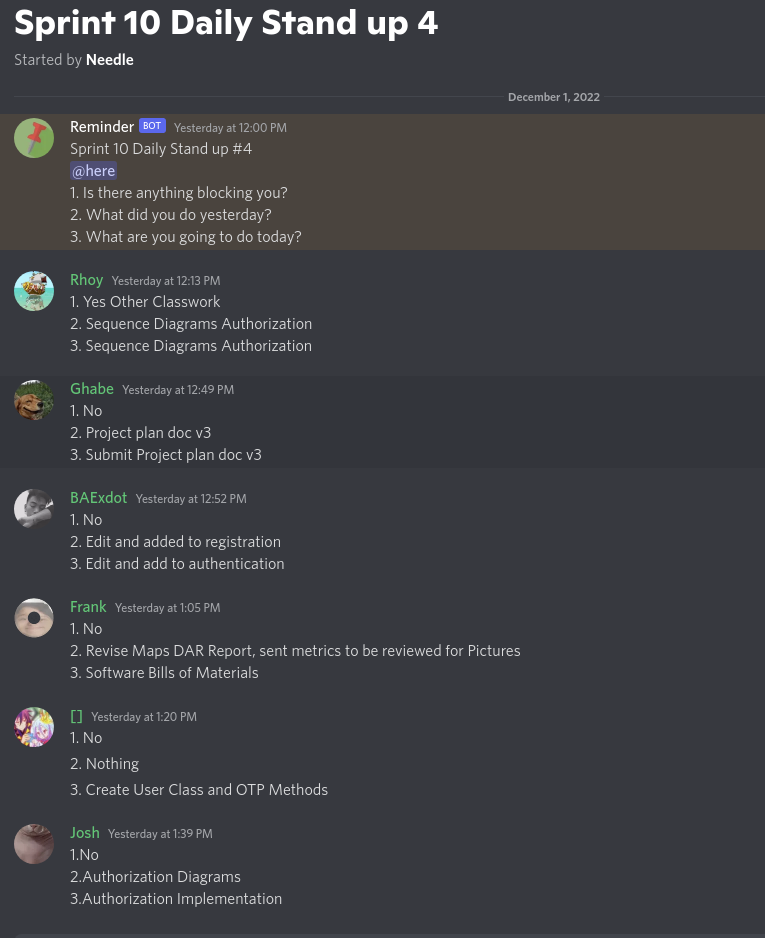 Sprint 10 Daily Stand up 4
Started by Needle
December 1, 2022
Reminder BOT Yesterday at 12:00 PM
Sprint 10 Daily Stand up #4
@here
1. Is there anything blocking you?
2. What did you do yesterday?
3. What are you going to do today?
Rhoy Yesterday at 12:13 PM
1. Yes Other Classwork
2. Sequence Diagrams Authorization
3. Sequence Diagrams Authorization
Ghabe Yesterday at 12:49 PM
1. No
2. Project plan doc v3
3. Submit Project plan doc v3
BAExdot Yesterday at 12:52 PM
1. No
2. Edit and added to registration
3. Edit and add to authentication
Frank Yesterday at 1:05 PM
1. No
2. Revise Maps DAR Report, sent metrics to be reviewed for Pictures
3. Software Bills of Materials
[] Yesterday at 1:20 PM
1. No
2. Nothing
3. Create User Class and OTP Methods
Josh Yesterday at 1:39 PM
1.No
2.Authorization Diagrams
3.Authorization Implementation